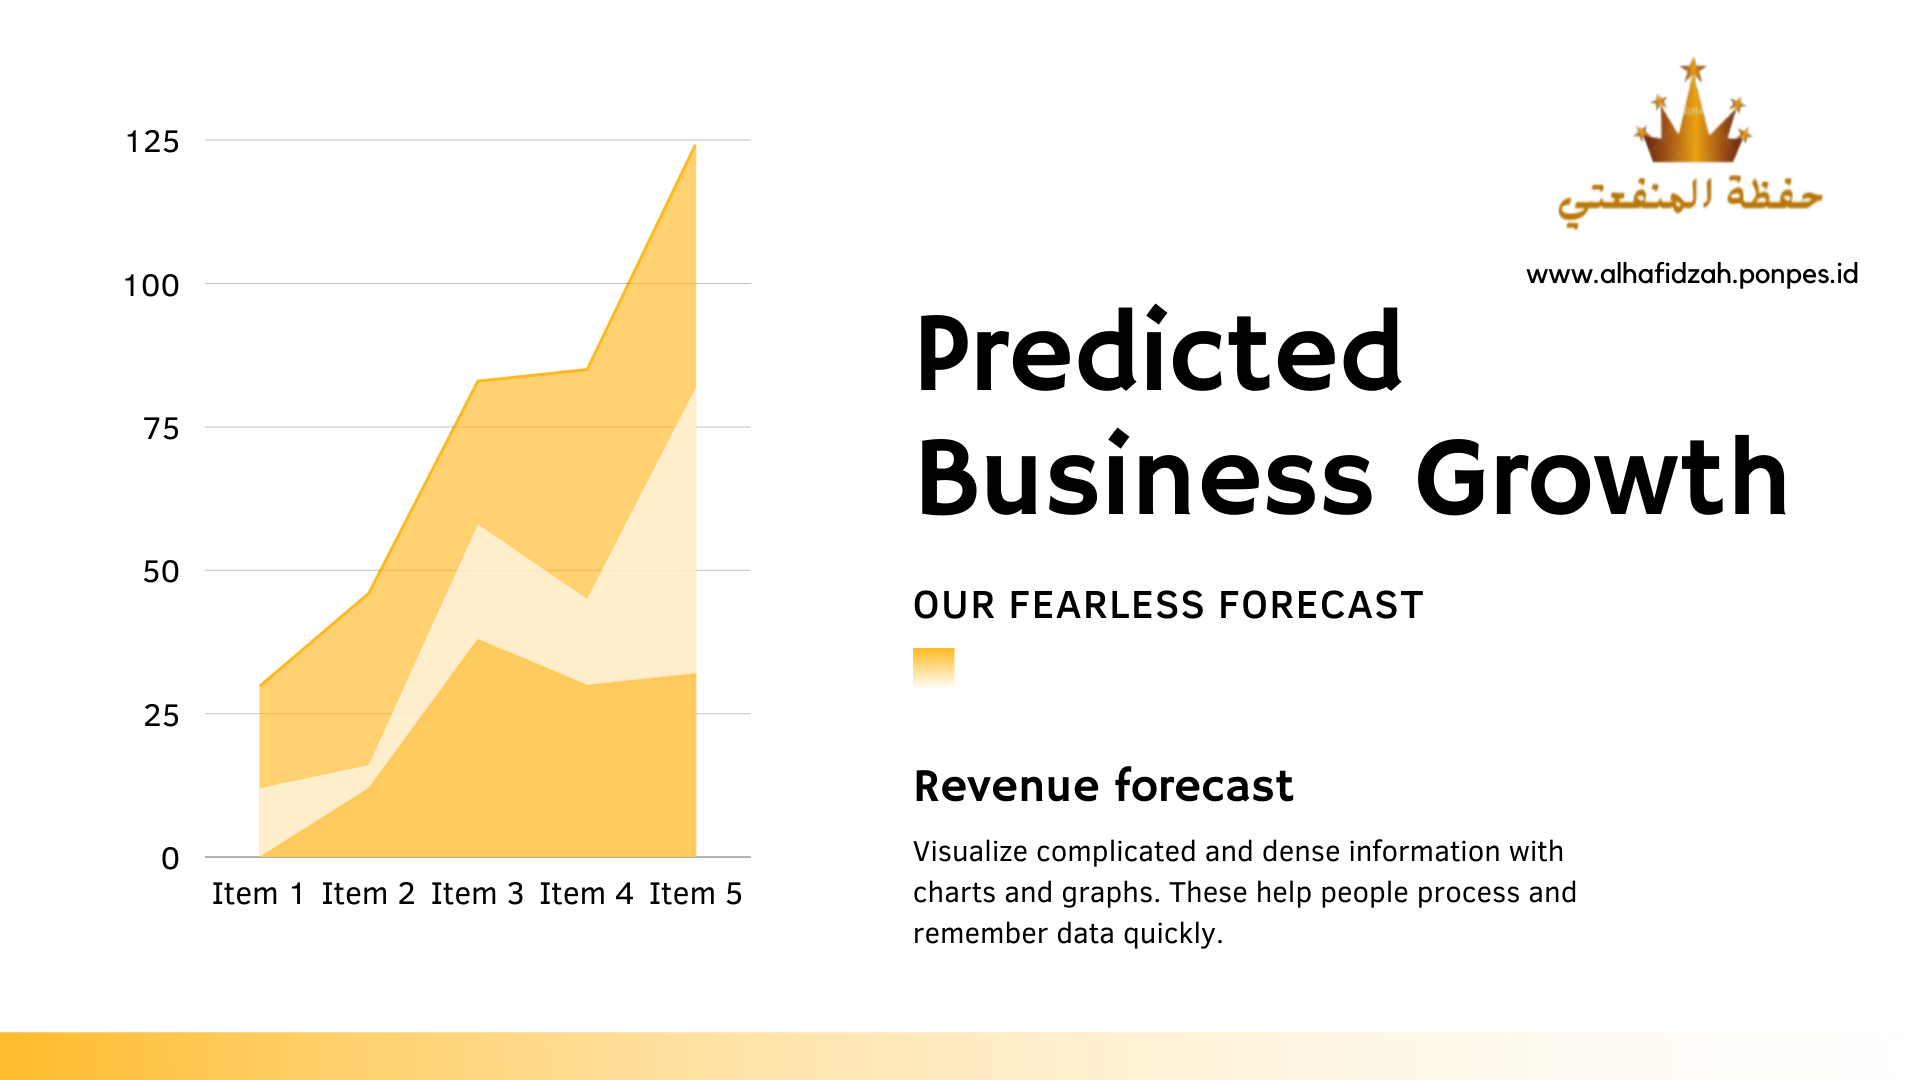 125
100
75
50
25
0
Item 1 Item 2 Item 3 Item 4 Item 5
حفظة المنفعتي
www.alhafidzah.ponpes.id
Predicted
Business Growth
OUR FEARLESS FORECAST
Revenue forecast
Visualize complicated and dense information with
charts and graphs. These help people process and
remember data quickly.